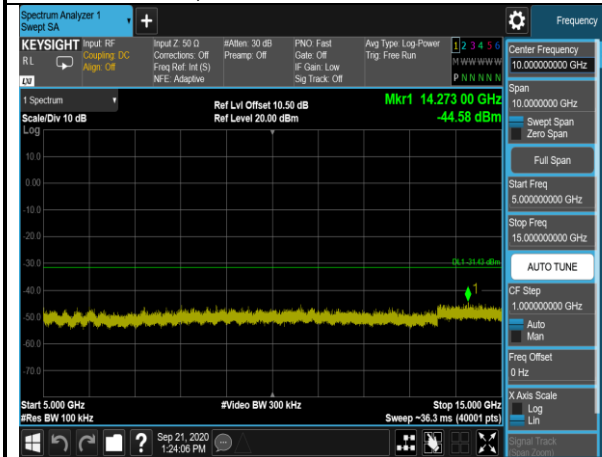 Spectrum Analyzer 1
Swept SA
+
Frequency
KEYSIGHT
RL
LXI
Input: RF
Coupling: DC
Align: Off
Input Z: 50 Ω
Corrections: Off
Freq Ref: Int (S)
NFE: Adaptive
#Atten: 30 dB
Preamp: Off
PNO: Fast
Gate: Off
IF Gain: Low
Sig Track: Off
Avg Type: Log-Power
Trig: Free Run
1 2 3 4 5 6
M W W W W W
P N N N N N
1 Spectrum
Scale/Div 10 dB
Ref Lvl Offset 10.50 dB
Ref Level 20.00 dBm
Mkr1 14.273 00 GHz
-44.58 dBm
Log
10.0
0.00
-10.0
-20.0
-30.0
-40.0
-50.0
-60.0
-70.0
DL1 -31.43 dBm
1
Start 5.000 GHz
#Res BW 100 kHz
#Video BW 300 kHz
Stop 15.000 GHz
Sweep ~36.3 ms (40001 pts)
Center Frequency
10.000000000 GHz
Span
10.0000000 GHz
Swept Span
Zero Span
Full Span
Start Freq
5.000000000 GHz
Stop Freq
15.000000000 GHz
AUTO TUNE
CF Step
1.000000000 GHz
Auto
Man
Freq Offset
0 Hz
X Axis Scale
Log
Lin
Signal Track
(Span Zoom)
?
Sep 21, 2020
1:24:06 PM